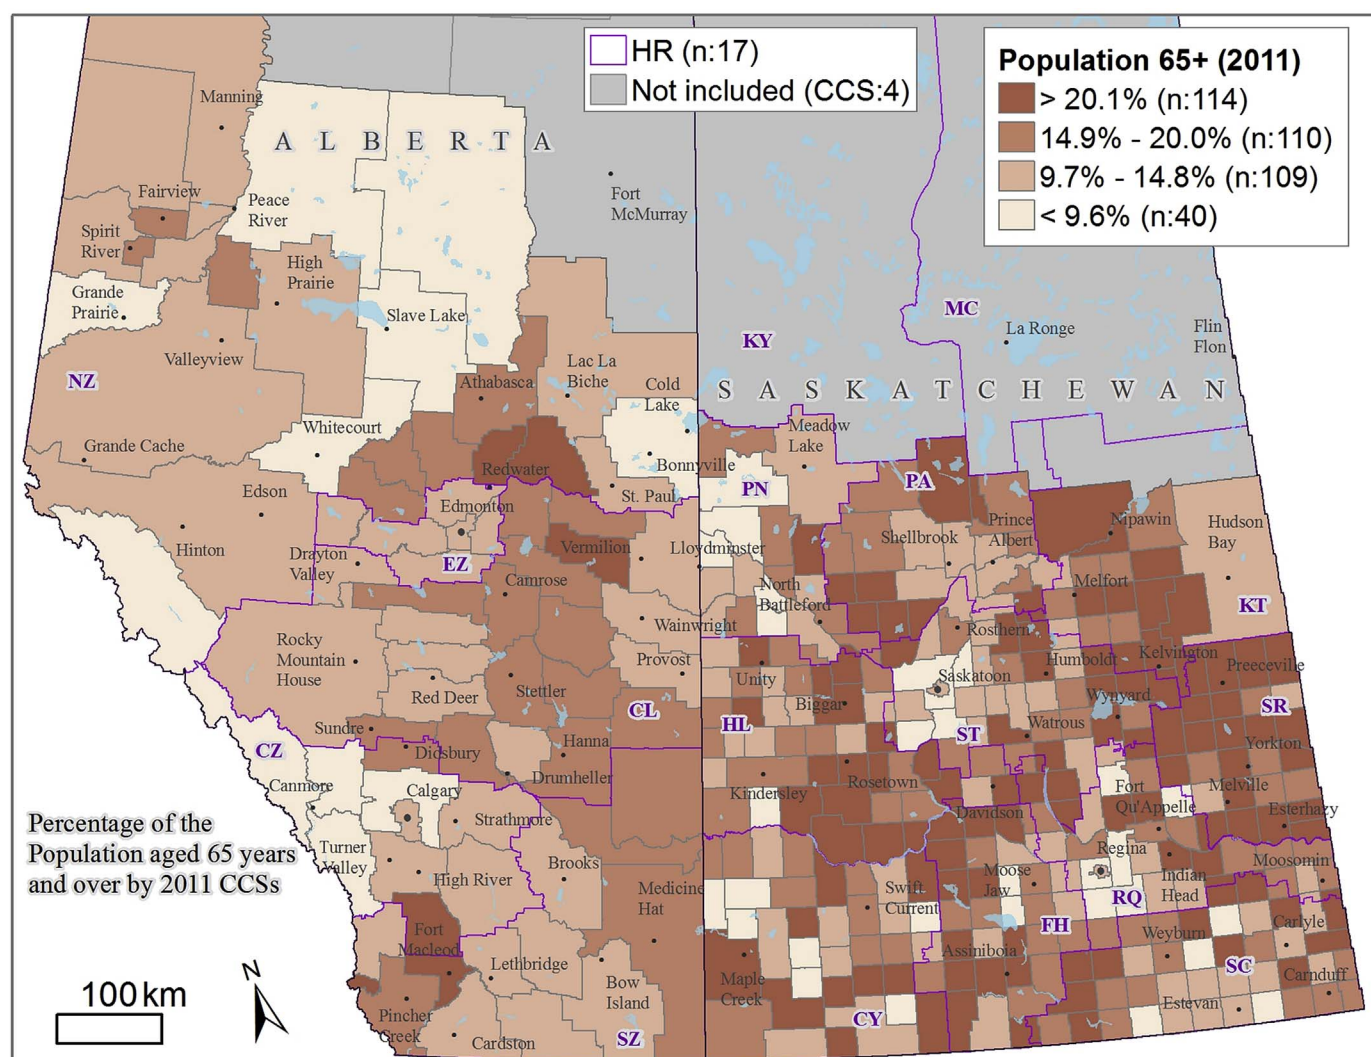 HR (n:17)
Not included (CCS:4)
Population 65+ (2011)
> 20.1% (n:114)
14.9% - 20.0% (n:110)
9.7% - 14.8% (n:109)
< 9.6% (n:40)
Manning
ALBERTA
Fairview
Peace
River
Fort
McMurray
Spirit
River
High
Prairie
Grande
Prairie
Slave Lake
MC
La Ronge
Flin
Flon
KY
Valleyview
NZ
Athabasca
Lac La
Biche
Cold
Lake
SASKATCHEWAN
Whitecourt
Meadow
Lake
Grande Cache
Redwater
Bonnyville
PN
PA
Edson
St. Paul
Edmonton
Prince
Albert
Nipawin
Hudson
Bay
Hinton
Drayton
Valley
EZ
Vermilion
Lloydminster
Shellbrook
Camrose
North
Battleford
Melfort
KT
Wainwright
Rosthern
Rocky
Mountain
House
Provost
Humboldt
Kelvington
Preeceville
Red Deer
Stettler
Unity
Saskatoon
Biggar
Wynyard
CL
HL
ST
SR
Sundre
Watrous
CZ
Didsbury
Hanna
Yorkton
Drumheller
Canmore
Calgary
Kindersley
Rosetown
Fort
Qu'Appelle
Melville
Davidson
Esterhazy
Strathmore
Percentage of the
Population aged 65 years
and over by 2011 CCSs
Turner
Valley
Brooks
Regina
Moosomin
High River
Medicine
Hat
Swift
Current
Moose
Jaw
Indian
Head
RQ
Fort
Macleod
FH
Weyburn
Carlyle
Assiniboia
Lethbridge
Maple
Creek
SC
Carnduff
Bow
Island
N
100 km
Pincher
Creek
CY
Estevan
Cardston
SZ